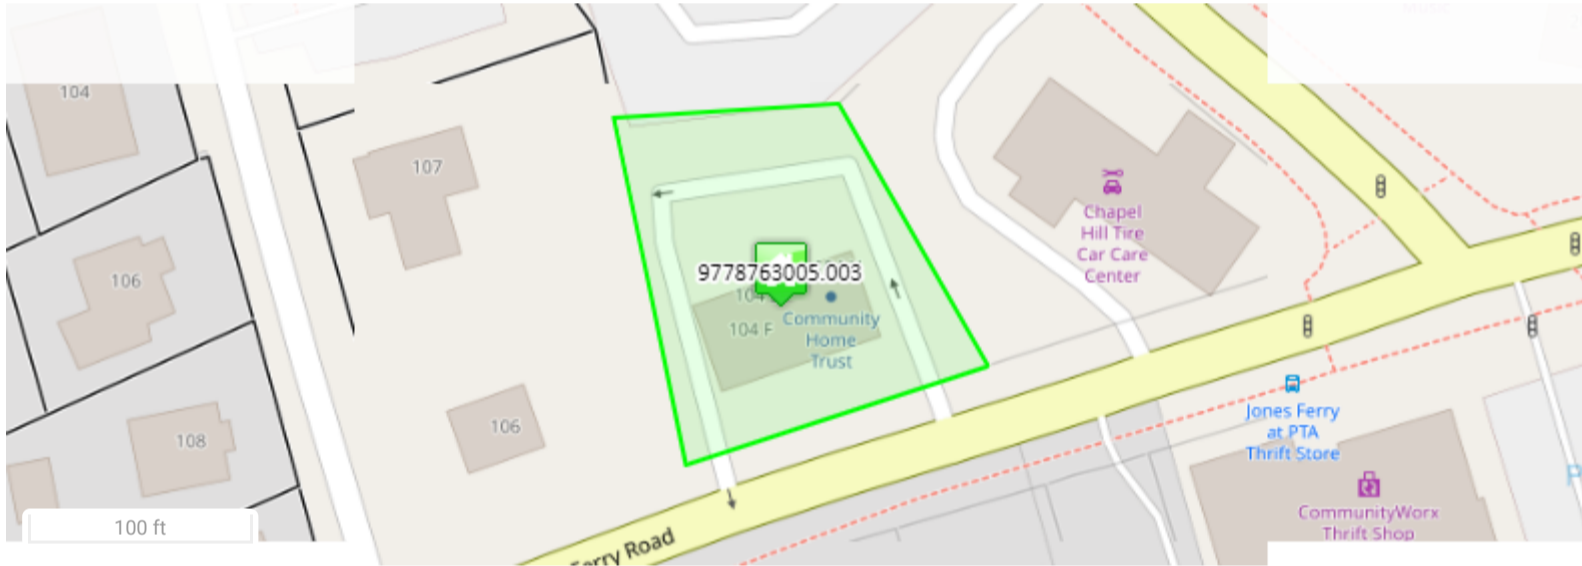 104
107
106
9778763005.003
104 F
Community
Home
Trust
Chapel
Hill Tire
Car Care
Center
106
108
Jones Ferry
at PTA
Thrift Store
CommunityWorx
Thrift Shop
P
100 ft
Ferry Road